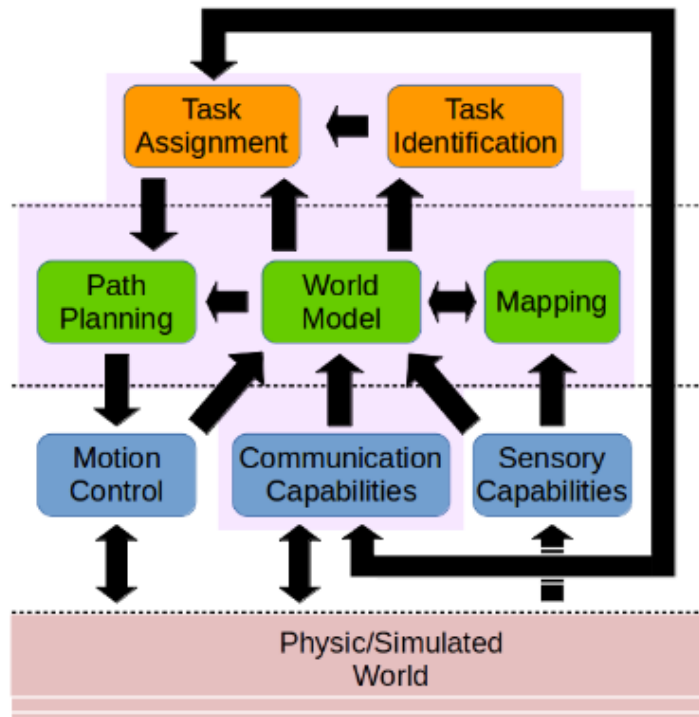 Task
Assignment
Task
Identification
Path
Planning
World
Model
Mapping
Motion
Control
Communication
Capabilities
Sensory
Capabilities
Physic/Simulated
World